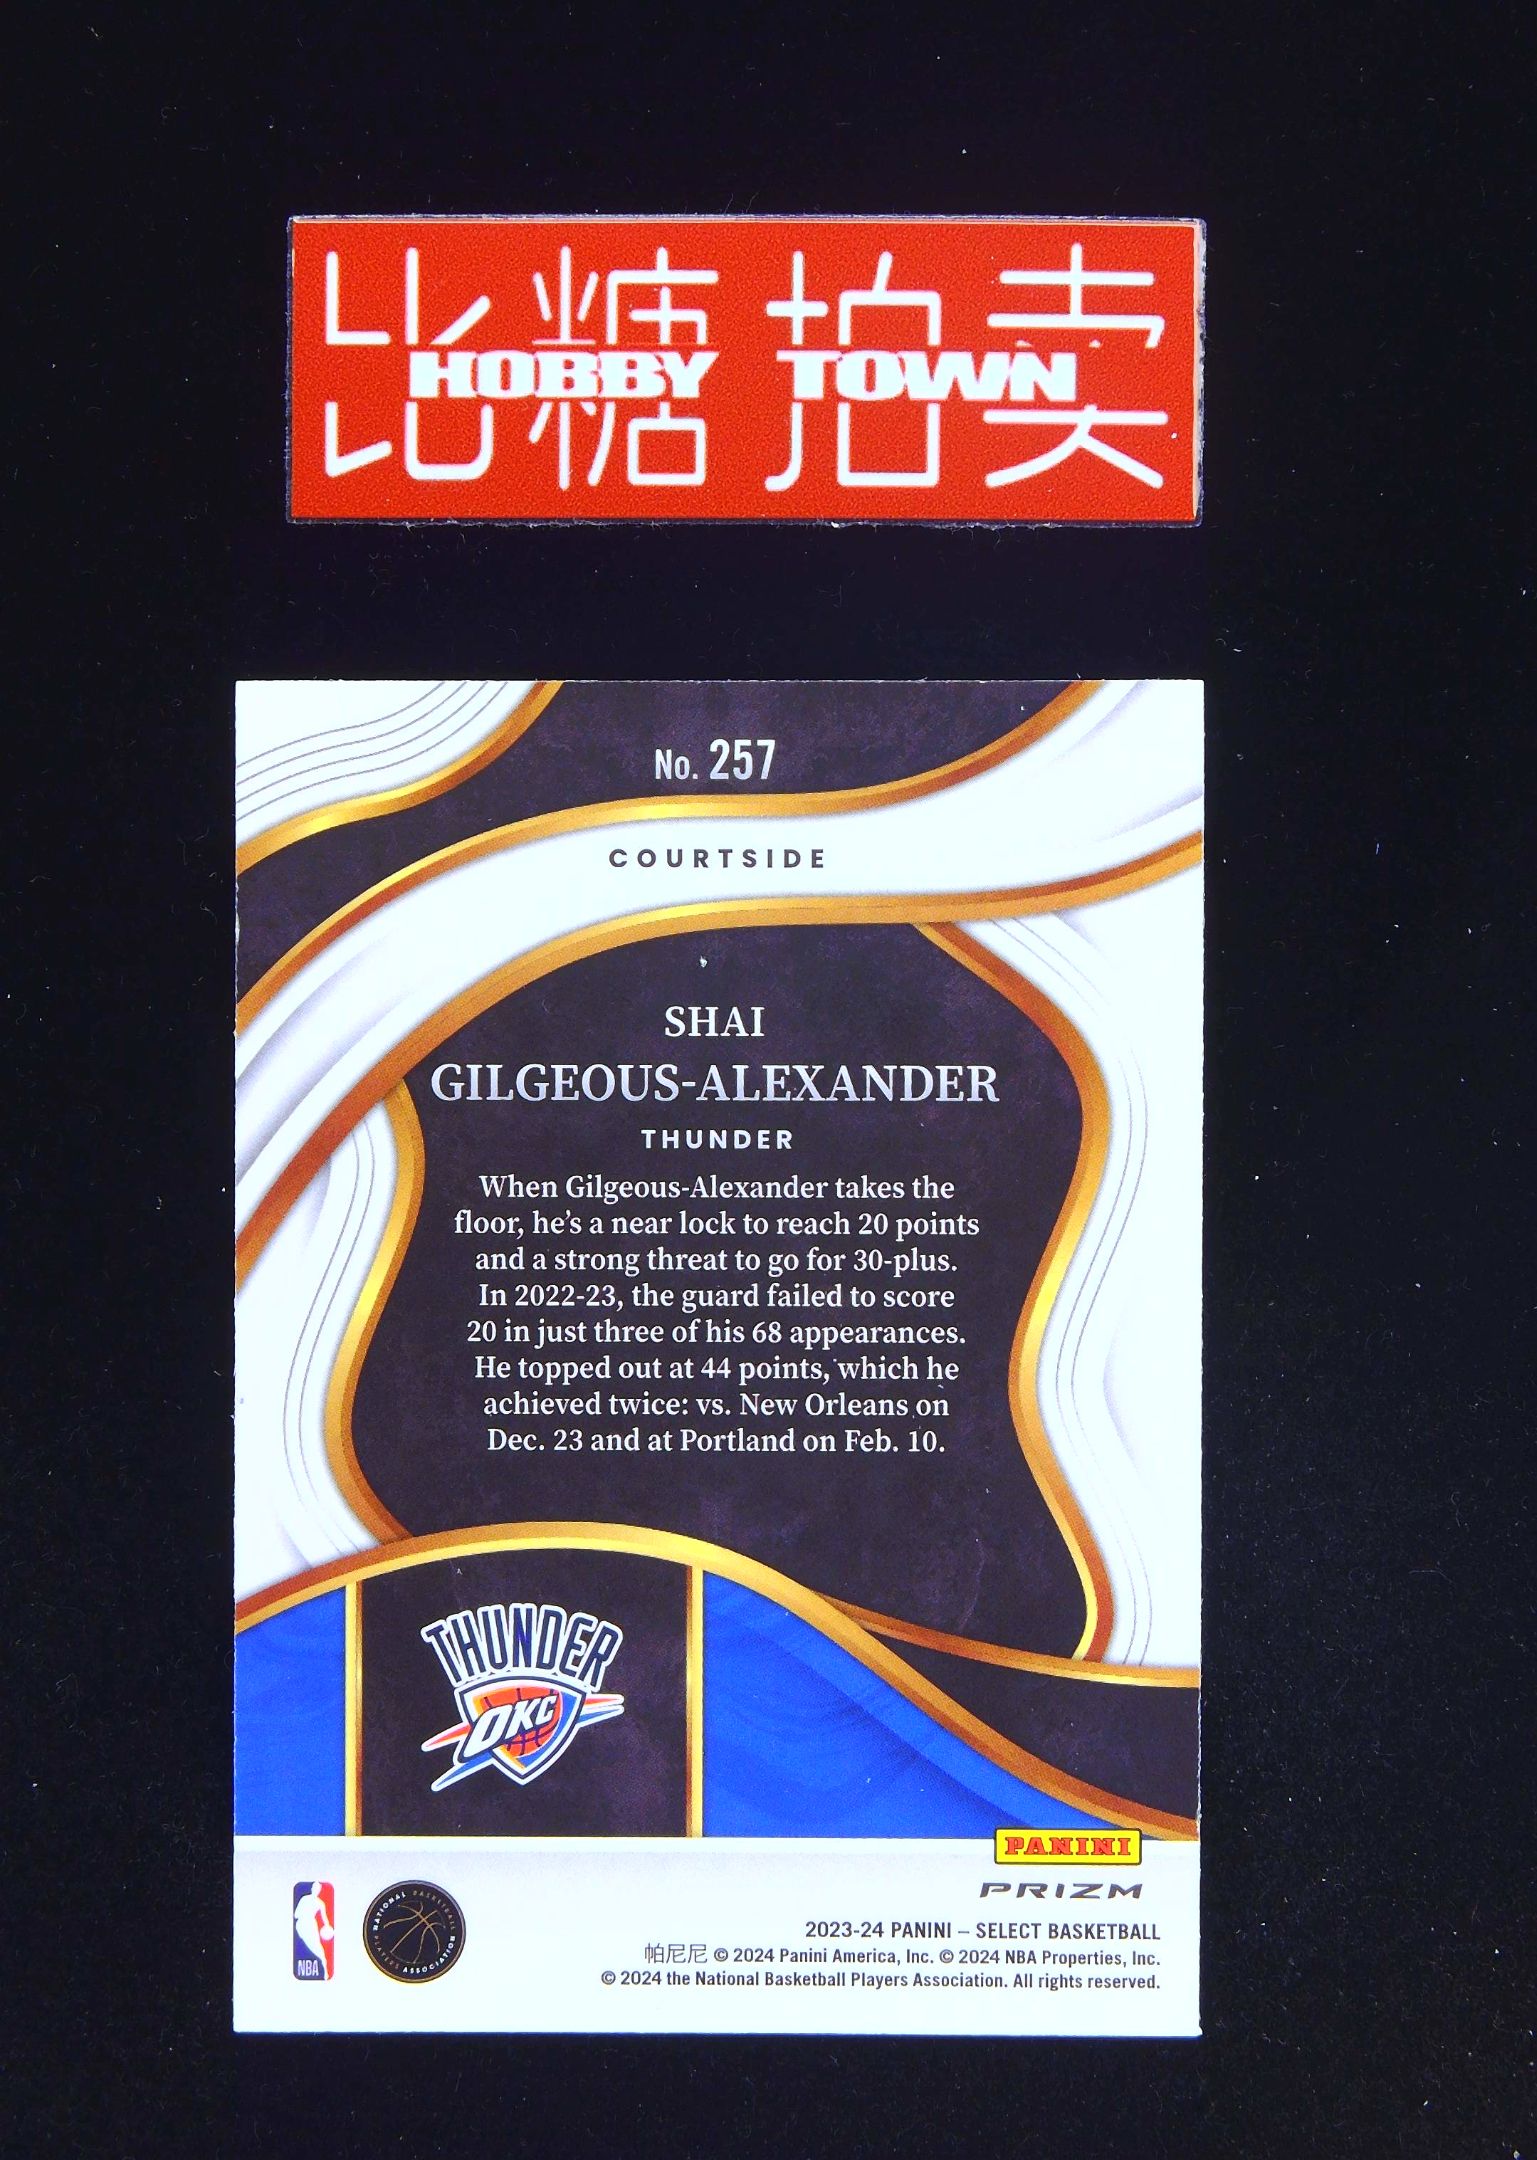 比糖拍卖
HOBBY TOWN
No. 257
COURTSIDE
SHAI
GILGEOUS-ALEXANDER
THUNDER
When Gilgeous-Alexander takes the
floor, he's a near lock to reach 20 points
and a strong threat to go for 30-plus.
In 2022-23, the guard failed to score
20 in just three of his 68 appearances.
He topped out at 44 points, which he
achieved twice: vs. New Orleans on
Dec. 23 and at Portland on Feb. 10.
THUNDER
OKC
PANINI
PRIZM
NBA
NATIONAL BASKETBALL PLAYERS ASSOCIATION
2023-24 PANINI – SELECT BASKETBALL
帕尼尼 © 2024 Panini America, Inc. © 2024 NBA Properties, Inc.
© 2024 the National Basketball Players Association. All rights reserved.